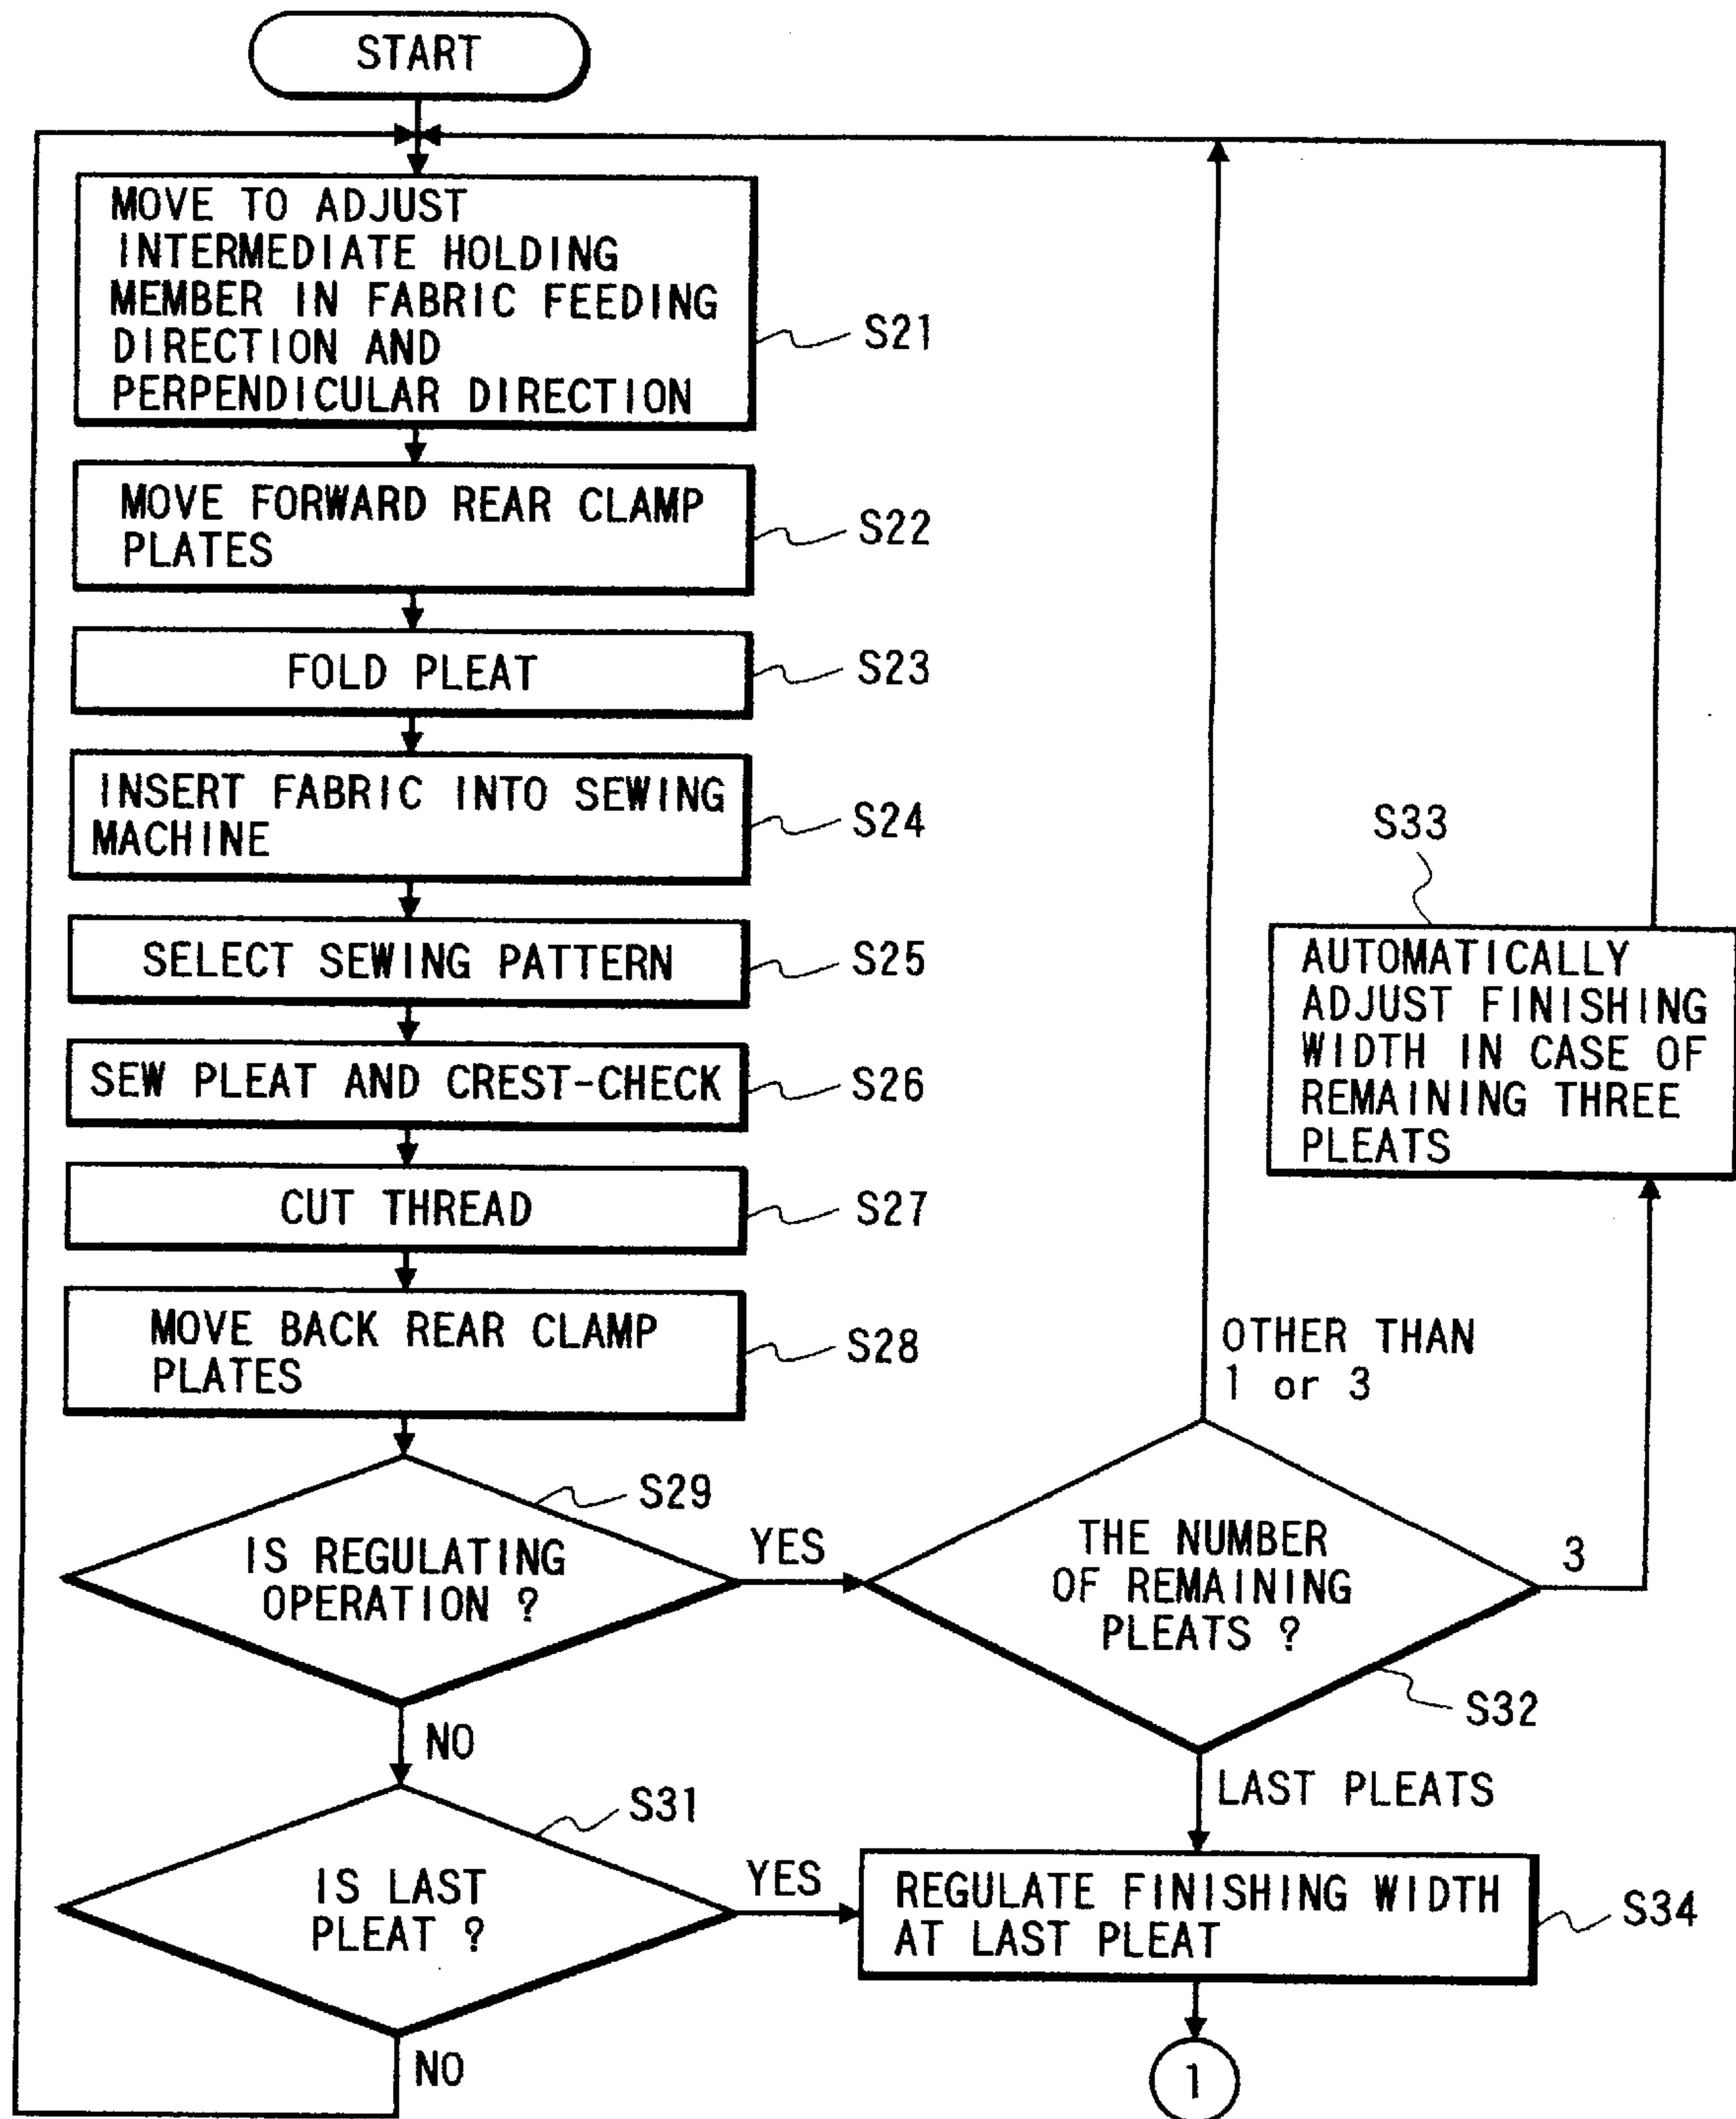 START
MOVE TO ADJUST
INTERMEDIATE HOLDING
MEMBER IN FABRIC FEEDING
DIRECTION AND
PERPENDICULAR DIRECTION
S21
MOVE FORWARD REAR CLAMP
PLATES
S22
FOLD PLEAT
S23
INSERT FABRIC INTO SEWING
MACHINE
S24
SELECT SEWING PATTERN
S25
SEW PLEAT AND CREST-CHECK
S26
CUT THREAD
S27
MOVE BACK REAR CLAMP
PLATES
S28
S29
IS REGULATING
OPERATION ?
YES
NO
S31
IS LAST
PLEAT ?
YES
NO
S33
AUTOMATICALLY
ADJUST FINISHING
WIDTH IN CASE OF
REMAINING THREE
PLEATS
OTHER THAN
1 or 3
THE NUMBER
OF REMAINING
PLEATS ?
3
S32
LAST PLEATS
REGULATE FINISHING WIDTH
AT LAST PLEAT
S34
1